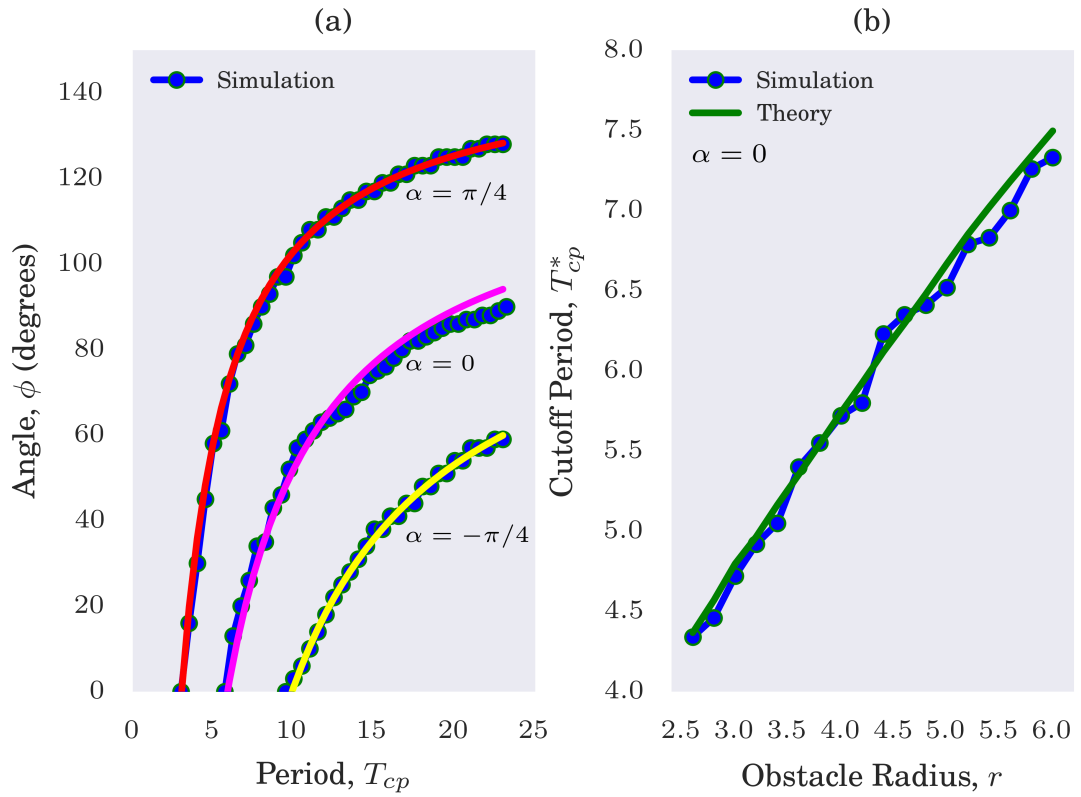 (a)
Simulation
α = π/4
α = 0
α = −π/4
140
120
100
80
60
40
20
0
0 5 10 15 20 25
Angle, ϕ (degrees)
Period, T_cp
(b)
Simulation
Theory
α = 0
8.0
7.5
7.0
6.5
6.0
5.5
5.0
4.5
4.0
2.5 3.0 3.5 4.0 4.5 5.0 5.5 6.0
Cutoff Period, T*_cp
Obstacle Radius, r